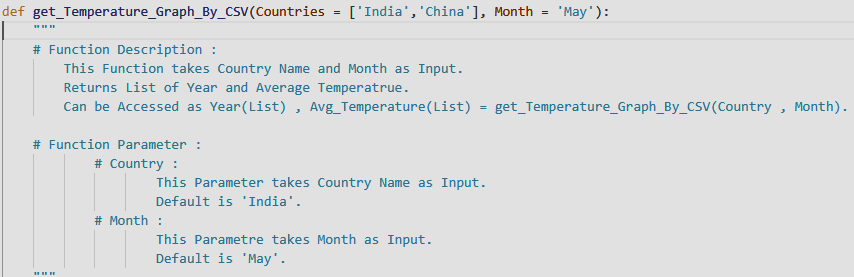 def get_Temperature_Graph_By_CSV(Countries = ['India','China'], Month = 'May'):
"""
# Function Description :
This Function takes Country Name and Month as Input.
Returns List of Year and Average Temperatrue.
Can be Accessed as Year(List) , Avg_Temperature(List) = get_Temperature_Graph_By_CSV(Country , Month).
# Function Parameter :
# Country :
This Parameter takes Country Name as Input.
Default is 'India'.
# Month :
This Parametre takes Month as Input.
Default is 'May'.
"""